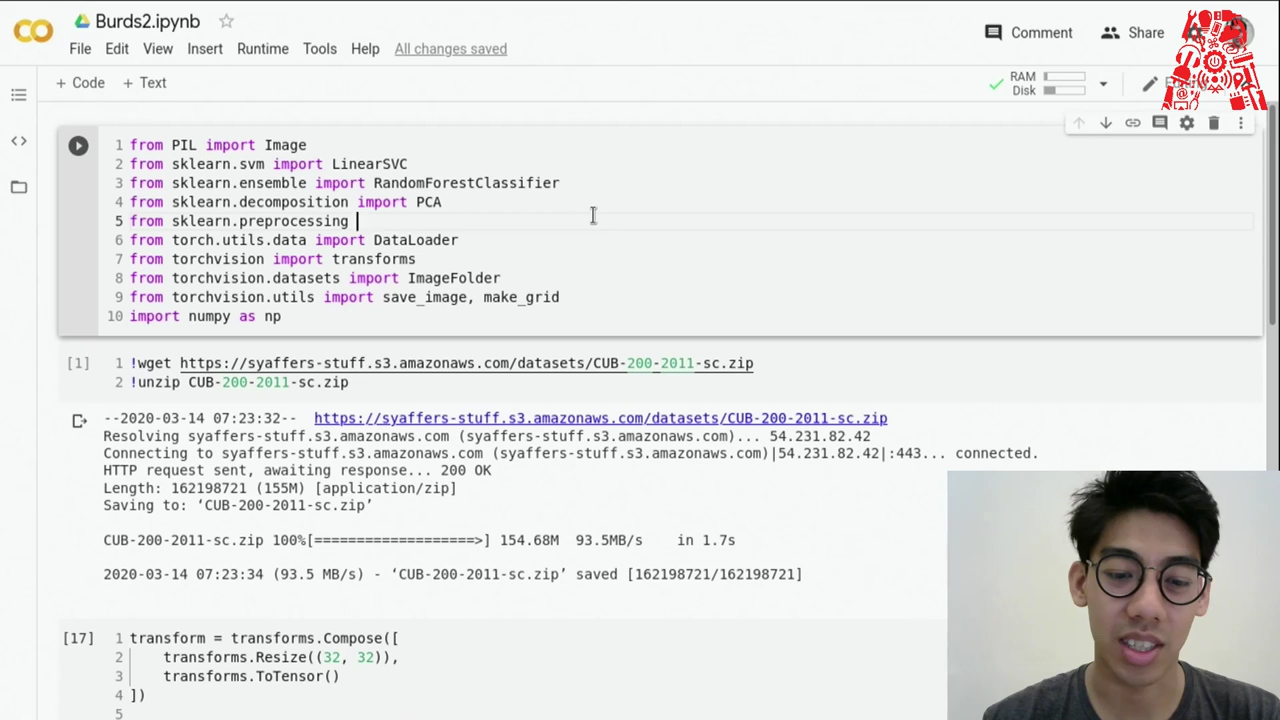 Burds2.ipynb
File Edit View Insert Runtime Tools Help All changes saved
Comment Share
+ Code + Text
RAM
Disk
1 from PIL import Image
2 from sklearn.svm import LinearSVC
3 from sklearn.ensemble import RandomForestClassifier
4 from sklearn.decomposition import PCA
5 from sklearn.preprocessing
6 from torch.utils.data import DataLoader
7 from torchvision import transforms
8 from torchvision.datasets import ImageFolder
9 from torchvision.utils import save_image, make_grid
10 import numpy as np
[1] 1 !wget https://syaffers-stuff.s3.amazonaws.com/datasets/CUB-200-2011-sc.zip
2 !unzip CUB-200-2011-sc.zip
--2020-03-14 07:23:32-- https://syaffers-stuff.s3.amazonaws.com/datasets/CUB-200-2011-sc.zip
Resolving syaffers-stuff.s3.amazonaws.com (syaffers-stuff.s3.amazonaws.com)... 54.231.82.42
Connecting to syaffers-stuff.s3.amazonaws.com (syaffers-stuff.s3.amazonaws.com)|54.231.82.42|:443... connected.
HTTP request sent, awaiting response... 200 OK
Length: 162198721 (155M) [application/zip]
Saving to: ‘CUB-200-2011-sc.zip’
CUB-200-2011-sc.zip 100%[===================>] 154.68M 93.5MB/s in 1.7s
2020-03-14 07:23:34 (93.5 MB/s) - ‘CUB-200-2011-sc.zip’ saved [162198721/162198721]
[17] 1 transform = transforms.Compose([
2 transforms.Resize((32, 32)),
3 transforms.ToTensor()
4 ])
5